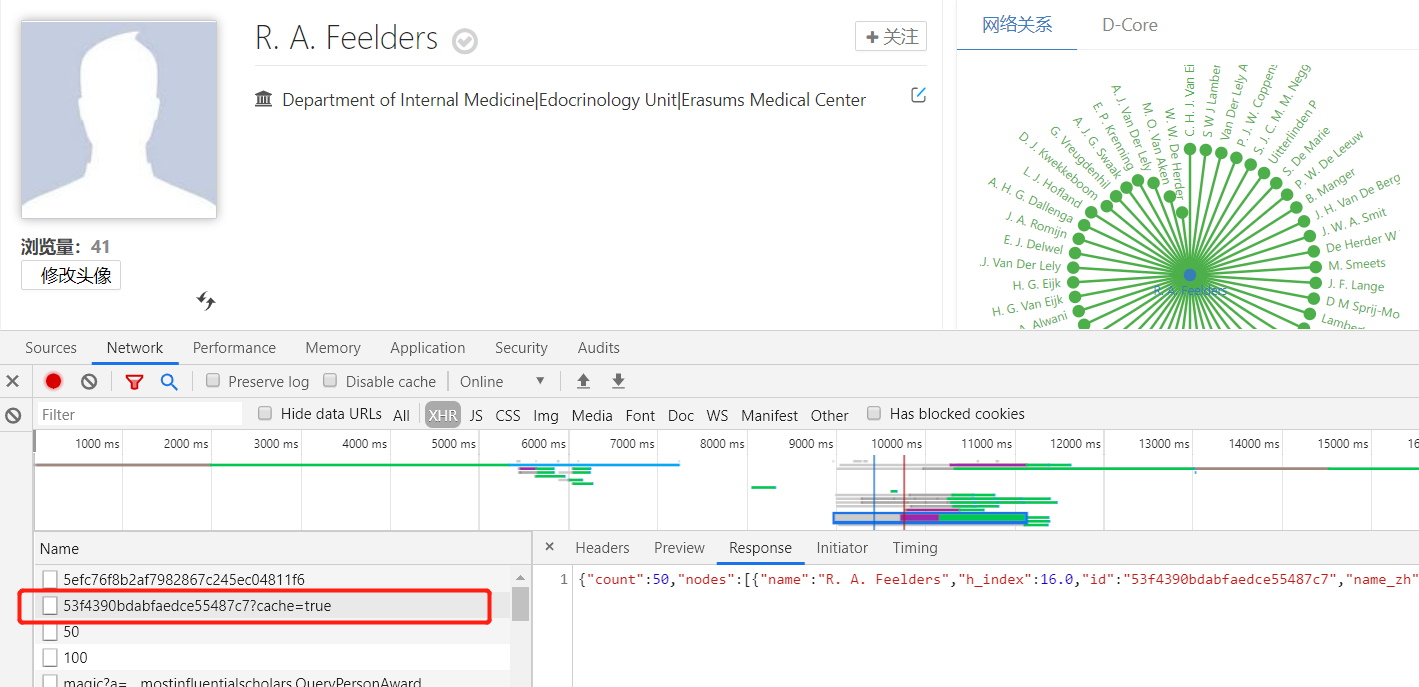 R. A. Feelders
+ 关注
Department of Internal Medicine|Edocrinology Unit|Erasums Medical Center
浏览量: 41
修改头像
网络关系 D-Core
C. H. J. Van Ei
S W J Lamber
Van Der Lely A
P. J. W. Coppens
S. J. C. M. M. Negg
Uitterlinden P
S. De Marie
P. W. De Leeuw
B. Manger
J. H. Van De Berg
J. W. A. Smit
De Herder W
M. Smeets
J. F. Lange
D M Sprij-Mo
Lamber
W. W. De Herder
M. O. Van Aken
A. J. Van Der Lely
E. P. Krenning
A. J. G. Swaak
G. Vreugdenhil
D. J. Kwekkeboom
L. J. Hofland
A. H. G. Dallenga
J. A. Romijn
E. J. Delwel
.J. Van Der Lely
H. G. Eijk
H. G. Van Eijk
. Alwani
R. A. Feelders
Sources Network Performance Memory Application Security Audits
Preserve log Disable cache Online
Filter Hide data URLs All XHR JS CSS Img Media Font Doc WS Manifest Other Has blocked cookies
1000 ms 2000 ms 3000 ms 4000 ms 5000 ms 6000 ms 7000 ms 8000 ms 9000 ms 10000 ms 11000 ms 12000 ms 13000 ms 14000 ms 15000 ms 16
Name
× Headers Preview Response Initiator Timing
5efc76f8b2af7982867c245ec04811f6
53f4390bdabfaedce55487c7?cache=true
50
100
magic?a=__mostinfluentialscholars.QueryPersonAward
1 {"count":50,"nodes":[{"name":"R. A. Feelders","h_index":16.0,"id":"53f4390bdabfaedce55487c7","name_zh"